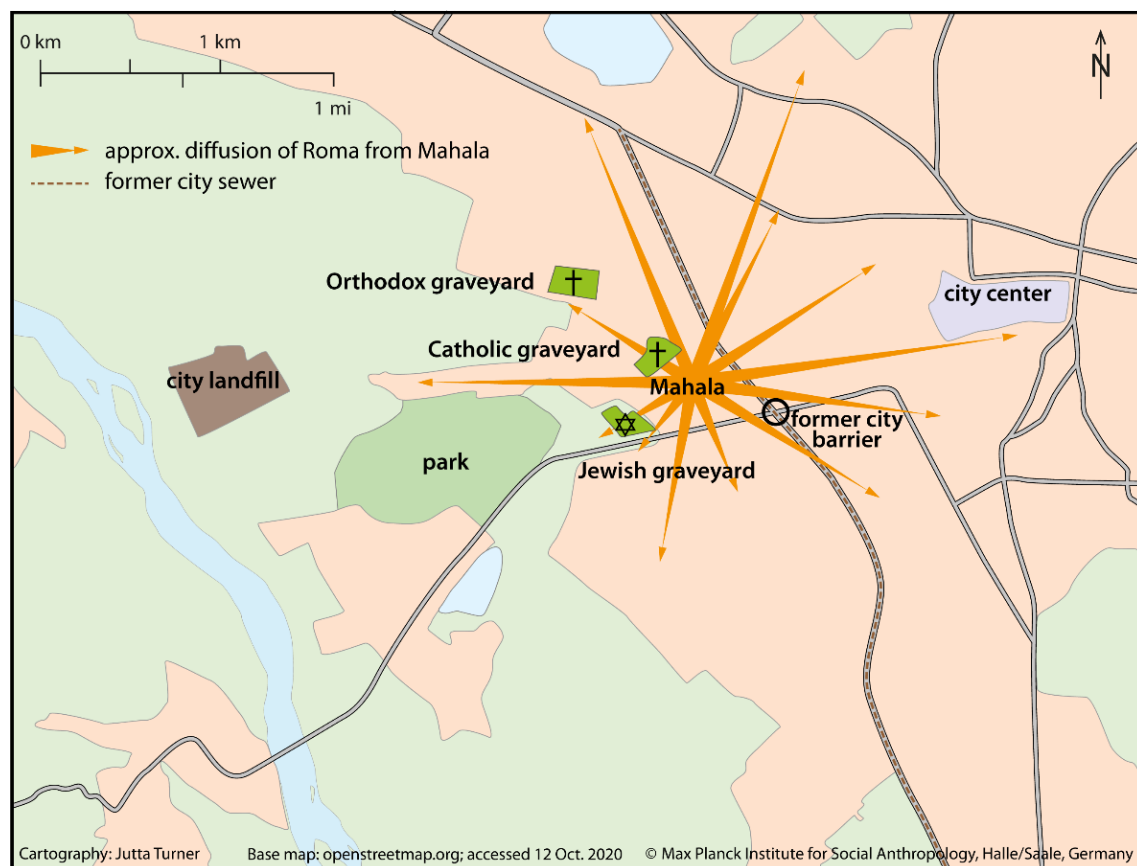 0 km
1 km
1 mi
N
approx. diffusion of Roma from Mahala
former city sewer
Orthodox graveyard
city center
Catholic graveyard
city landfill
Mahala
former city
barrier
park
Jewish graveyard
Cartography: Jutta Turner
Base map: openstreetmap.org; accessed 12 Oct. 2020
© Max Planck Institute for Social Anthropology, Halle/Saale, Germany